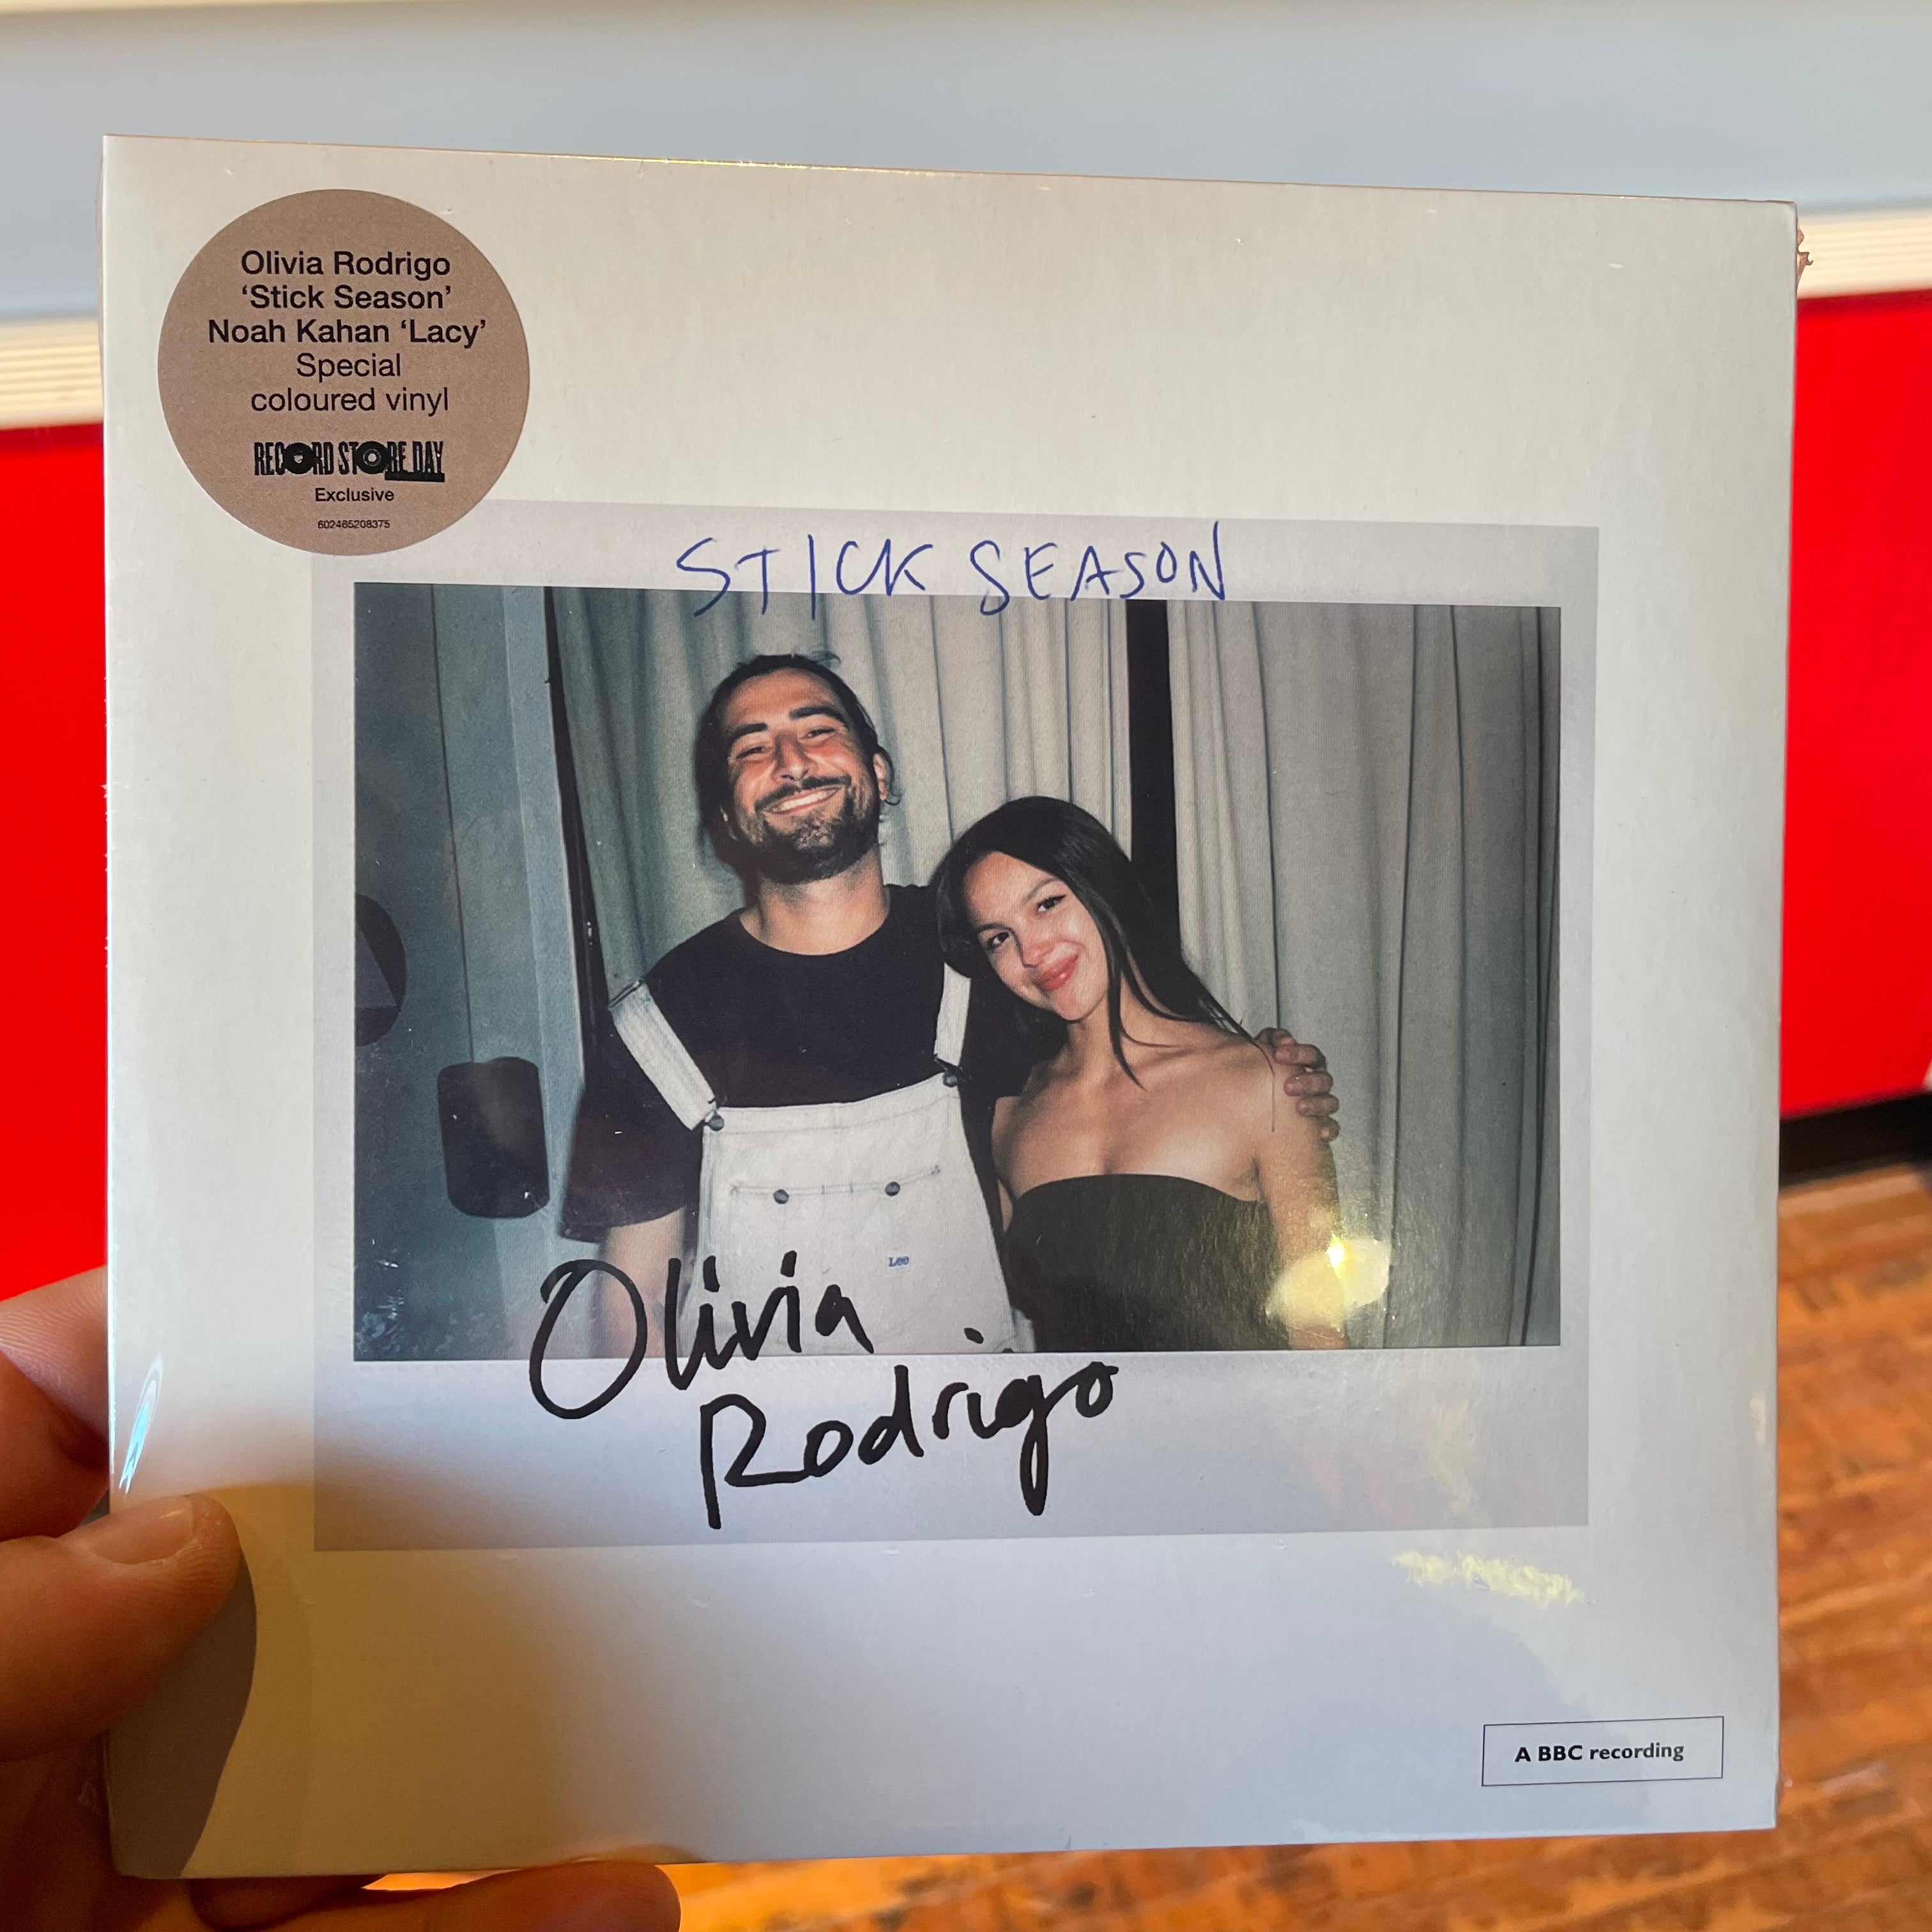 Olivia Rodrigo
‘Stick Season’
Noah Kahan ‘Lacy’
Special
coloured vinyl
RECORD STORE DAY
Exclusive
602465208375
STICK SEASON
Lee
Olivia
Rodrigo
A BBC recording